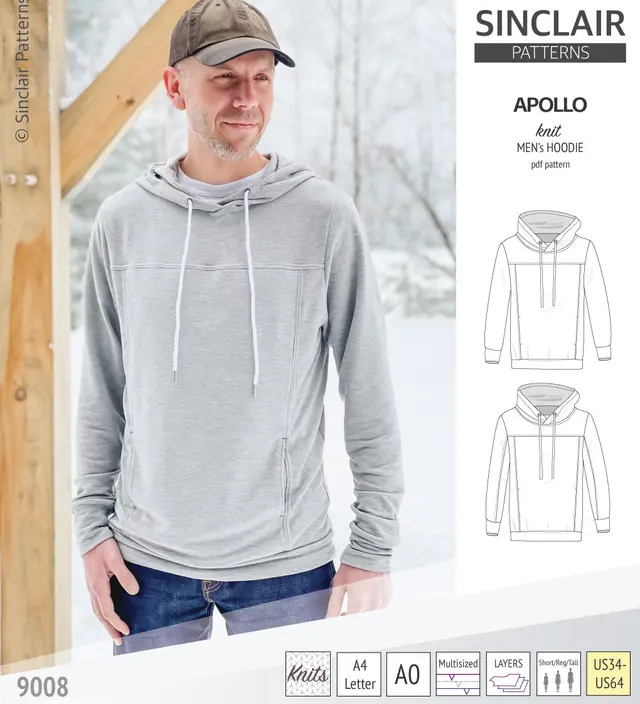 © Sinclair Patterns
SINCLAIR
PATTERNS
APOLLO
knit
MEN's HOODIE
pdf pattern
9008
Knits
A4
Letter
A0
Multisized
LAYERS
Short/Reg/Tall
US34-
US64